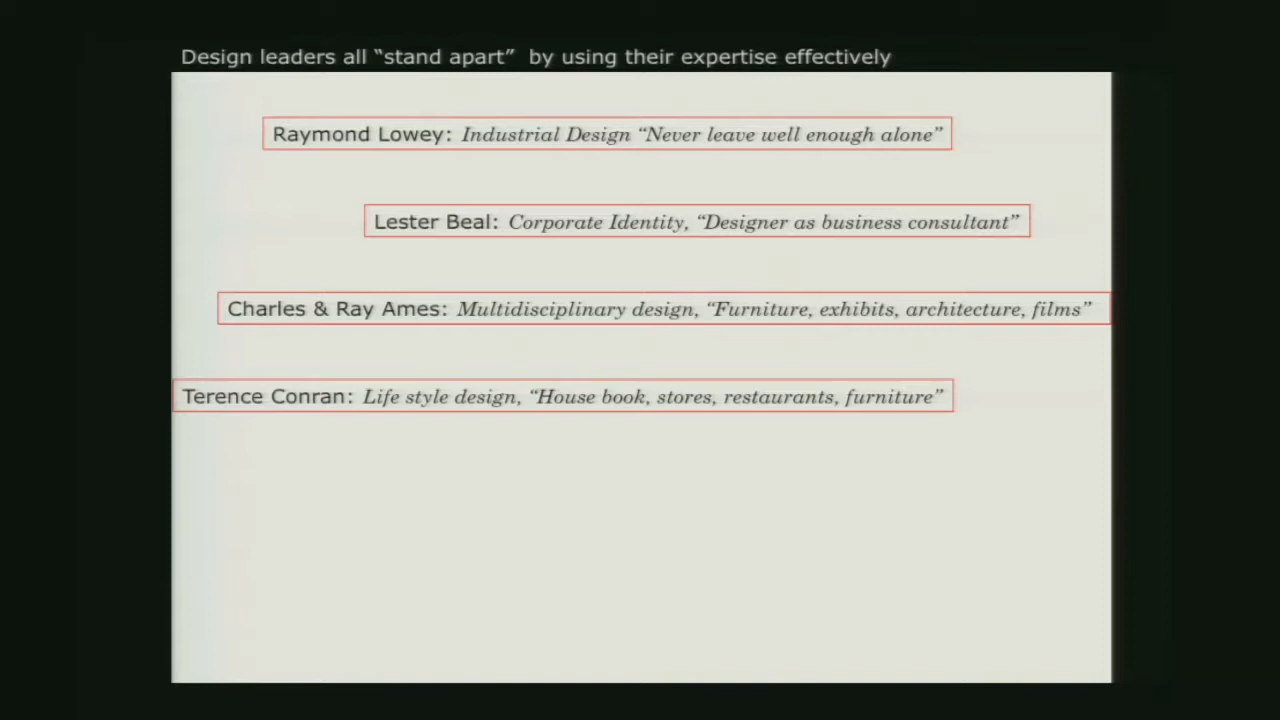 Design leaders all “stand apart” by using their expertise effectively
Raymond Lowey: Industrial Design “Never leave well enough alone”
Lester Beal: Corporate Identity, “Designer as business consultant”
Charles & Ray Ames: Multidisciplinary design, “Furniture, exhibits, architecture, films”
Terence Conran: Life style design, “House book, stores, restaurants, furniture”